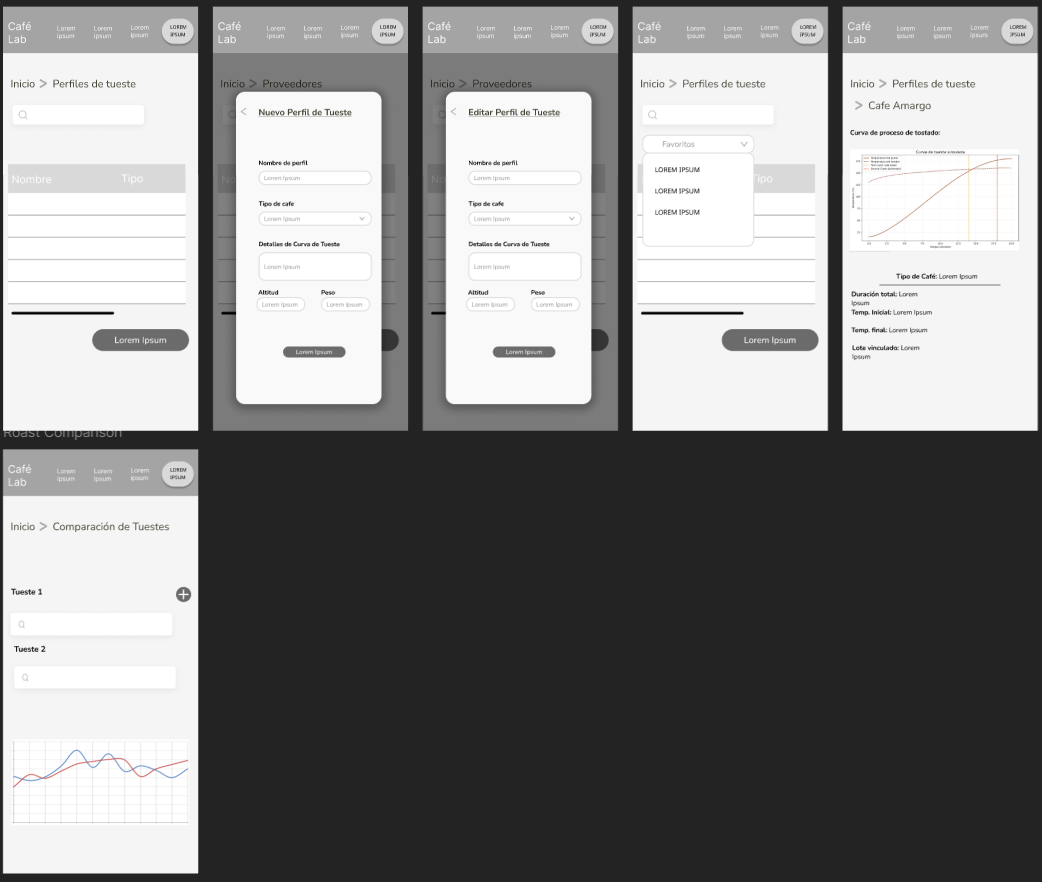 Café
Lab
Lorem
ipsum
Lorem
ipsum
Lorem
ipsum
LOREM
IPSUM
Inicio > Perfiles de tueste
Nombre
Tipo
Lorem Ipsum
Café
Lab
Lorem
ipsum
Lorem
ipsum
Lorem
ipsum
LOREM
IPSUM
Inicio > Proveedores
No
Nuevo Perfil de Tueste
Nombre de perfil
Lorem Ipsum
Tipo de cafe
Lorem Ipsum
Detalles de Curva de Tueste
Lorem Ipsum
Altitud
Peso
Lorem Ipsum
Lorem Ipsum
Lorem Ipsum
Café
Lab
Lorem
ipsum
Lorem
ipsum
Lorem
ipsum
LOREM
IPSUM
Inicio > Proveedores
No
Editar Perfil de Tueste
Nombre de perfil
Lorem Ipsum
Tipo de cafe
Lorem Ipsum
Detalles de Curva de Tueste
Lorem Ipsum
Altitud
Peso
Lorem Ipsum
Lorem Ipsum
Lorem Ipsum
Café
Lab
Lorem
ipsum
Lorem
ipsum
Lorem
ipsum
LOREM
IPSUM
Inicio > Perfiles de tueste
Favoritos
LOREM IPSUM
LOREM IPSUM
LOREM IPSUM
Tipo
Lorem Ipsum
Café
Lab
Lorem
ipsum
Lorem
ipsum
Lorem
ipsum
LOREM
IPSUM
Inicio > Perfiles de tueste
> Cafe Amargo
Curva de proceso de tostado:
Tipo de Café: Lorem Ipsum
Duración total: Lorem
Ipsum
Temp. Inicial: Lorem Ipsum
Temp. final: Lorem Ipsum
Lote vinculado: Lorem
Ipsum
Roast Comparison
Café
Lab
Lorem
ipsum
Lorem
ipsum
Lorem
ipsum
LOREM
IPSUM
Inicio > Comparación de Tuestes
Tueste 1
Tueste 2